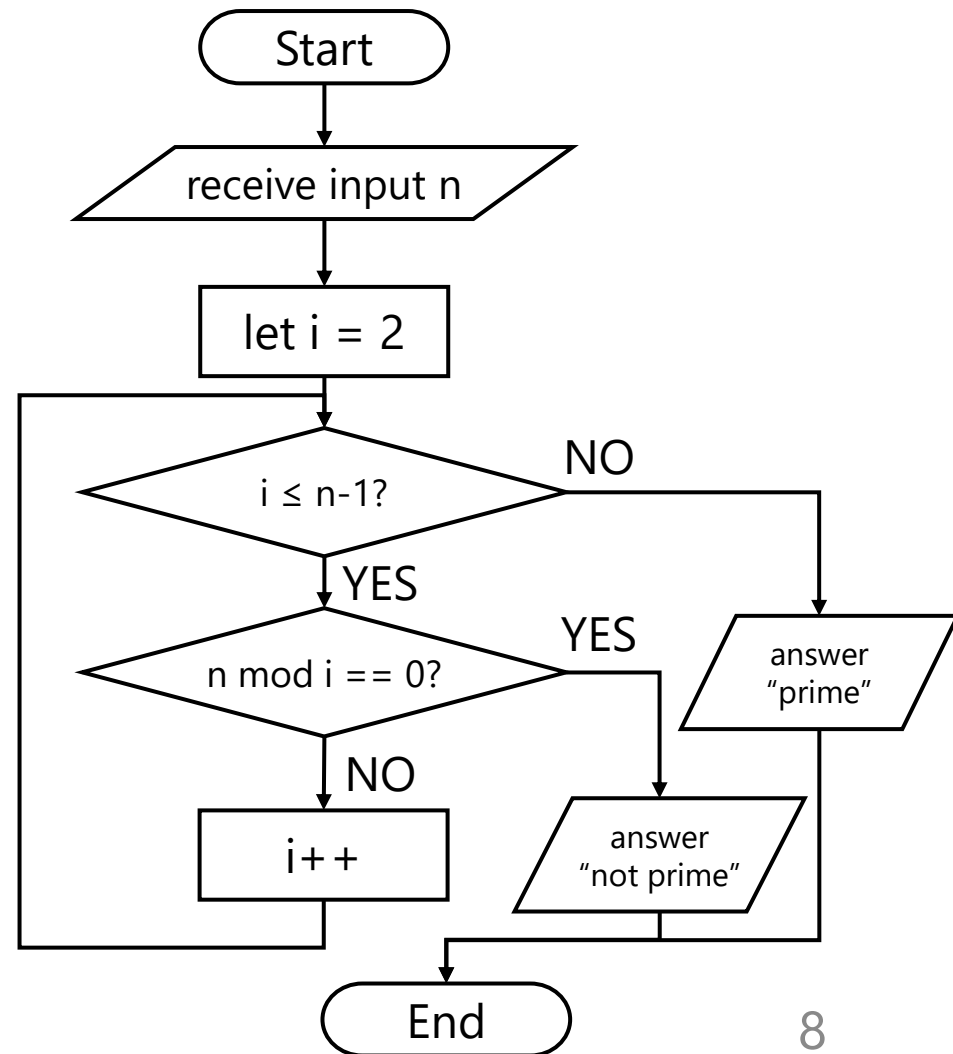 Start
receive input n
let i = 2
i ≤ n-1?
NO
YES
n mod i == 0?
YES
answer
“prime”
NO
i++
answer
“not prime”
End
8